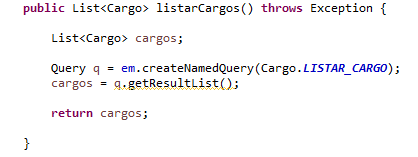 public List<Cargo> listarCargos() throws Exception {
List<Cargo> cargos;
Query q = em.createNamedQuery(Cargo.LISTAR_CARGO);
cargos = q.getResultList();
return cargos;
}